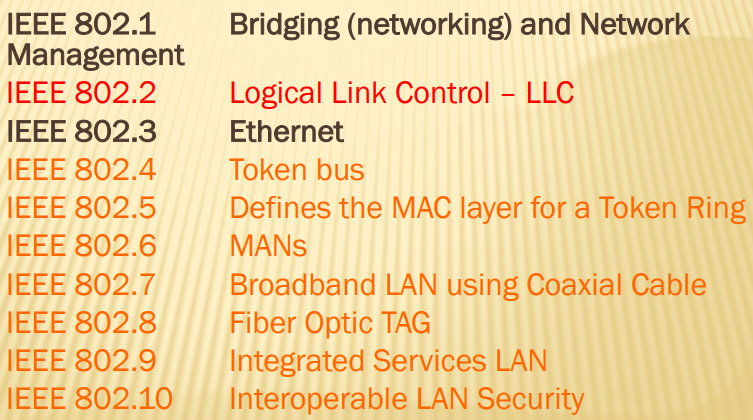 IEEE 802.1 Bridging (networking) and Network
Management
IEEE 802.2 Logical Link Control – LLC
IEEE 802.3 Ethernet
IEEE 802.4 Token bus
IEEE 802.5 Defines the MAC layer for a Token Ring
IEEE 802.6 MANs
IEEE 802.7 Broadband LAN using Coaxial Cable
IEEE 802.8 Fiber Optic TAG
IEEE 802.9 Integrated Services LAN
IEEE 802.10 Interoperable LAN Security